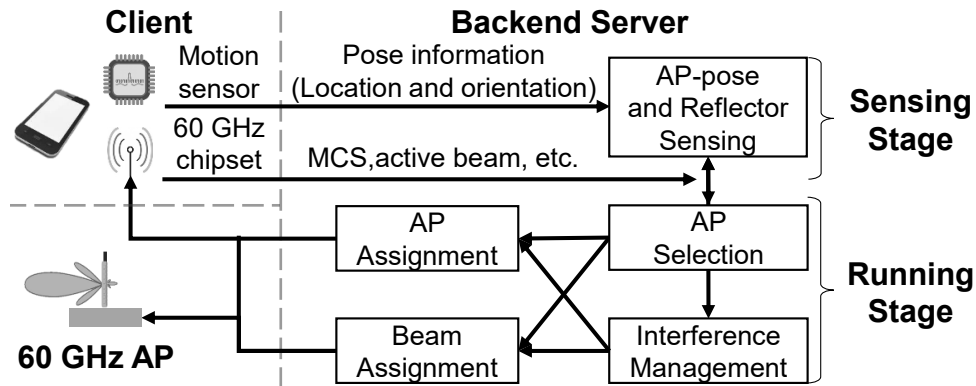 Client
Backend Server
Motion
sensor
Pose information
(Location and orientation)
AP-pose
and Reflector
Sensing
Sensing
Stage
60 GHz
chipset
MCS,active beam, etc.
AP
Assignment
AP
Selection
Running
Stage
60 GHz AP
Beam
Assignment
Interference
Management